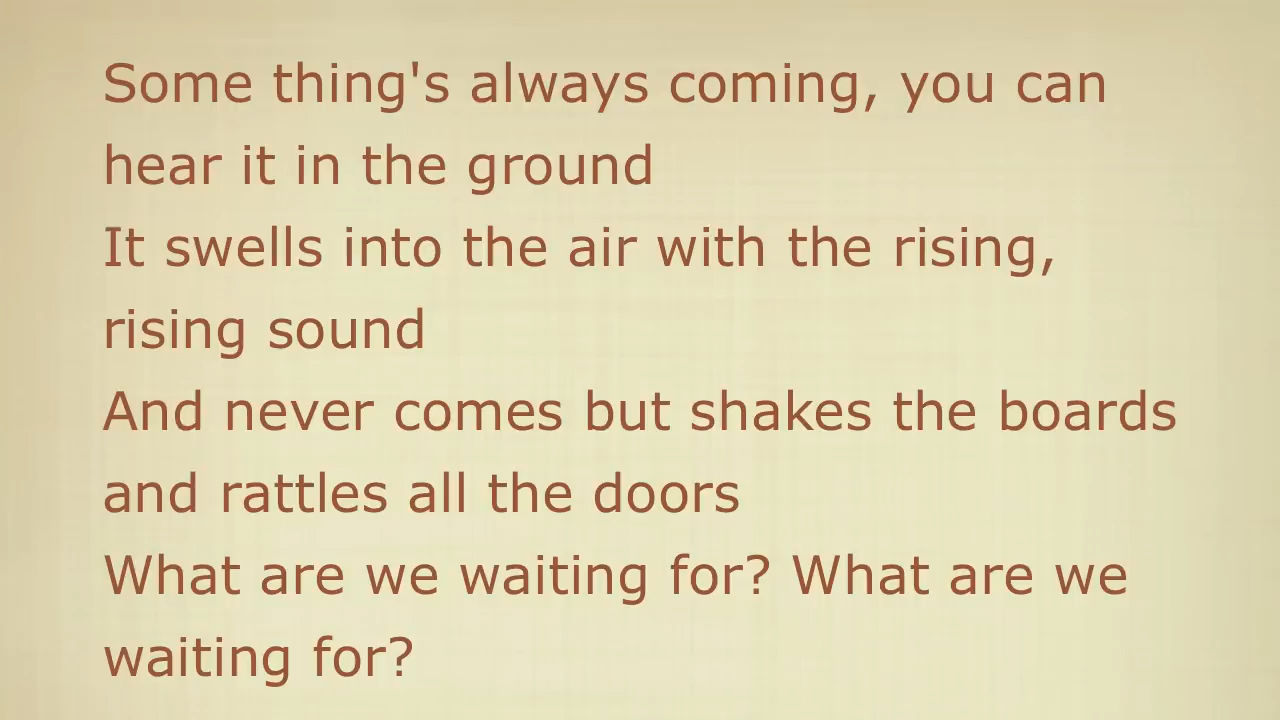 Some thing's always coming, you can
hear it in the ground
It swells into the air with the rising,
rising sound
And never comes but shakes the boards
and rattles all the doors
What are we waiting for? What are we
waiting for?